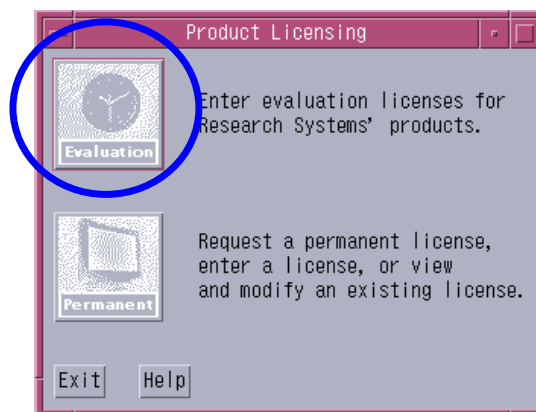 Product Licensing
Enter evaluation licenses for
Research Systems' products.
Evaluation
Request a permanent license,
enter a license, or view
and modify an existing license.
Permanent
Exit
Help